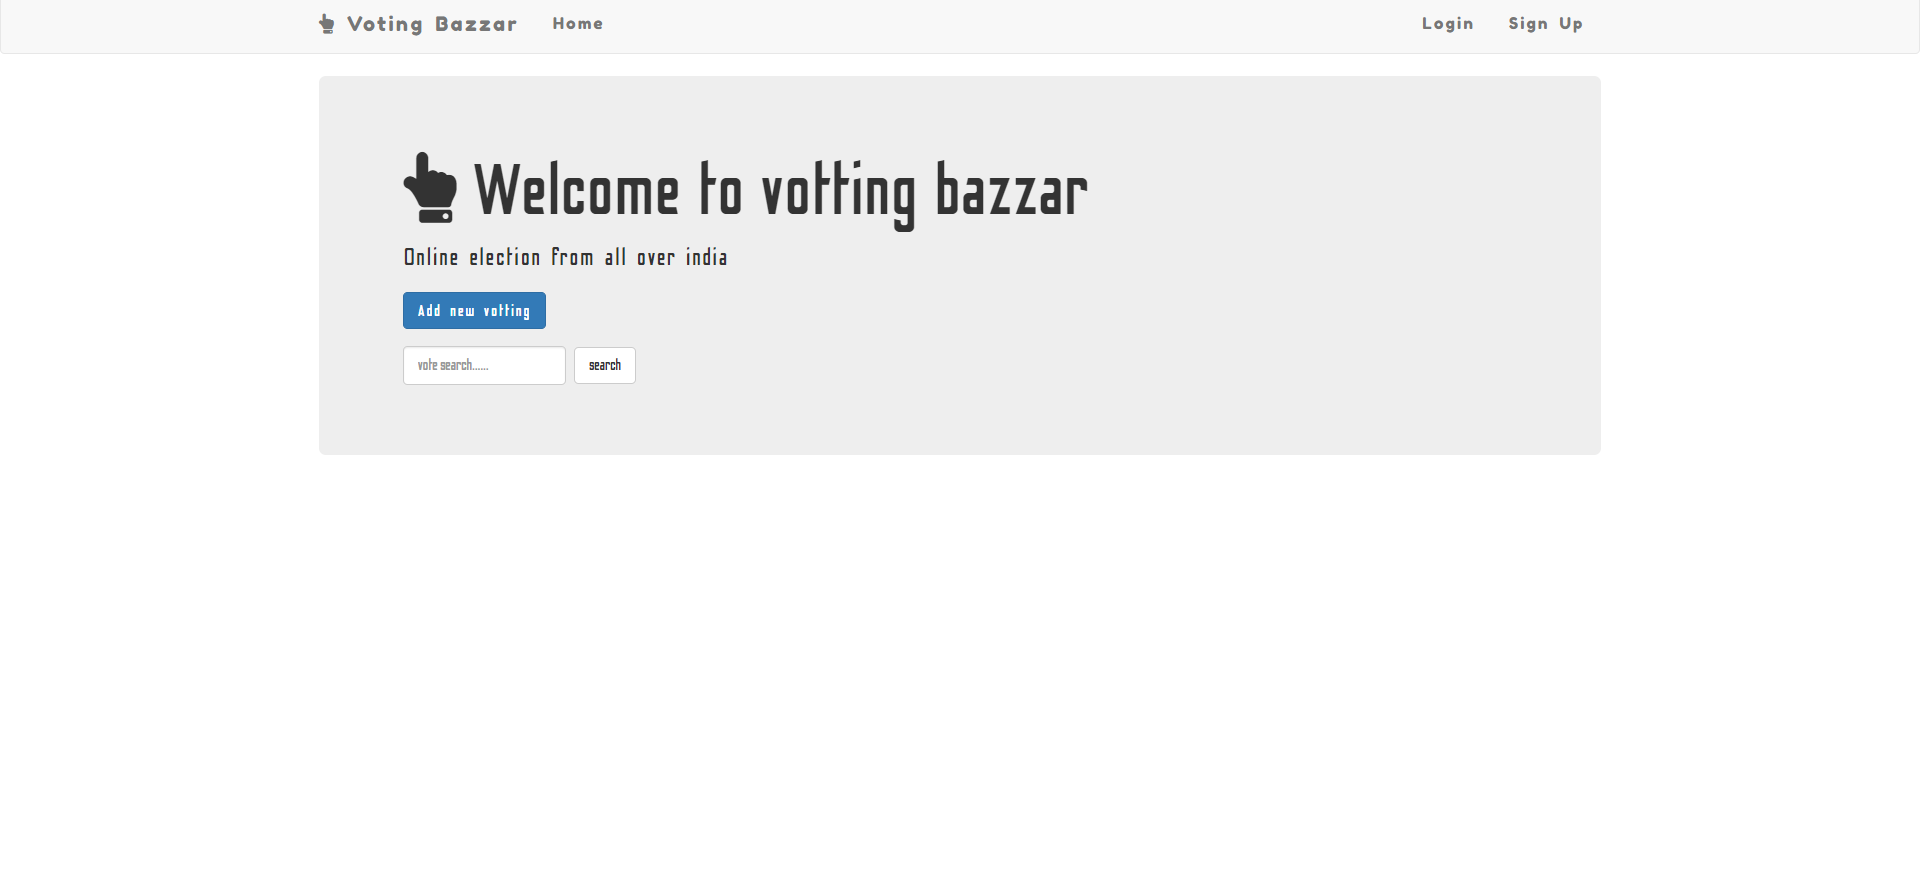 Voting Bazzar Home Login Sign Up
Welcome to votting bazzar
Online election from all over india
Add new votting
vote search...... search